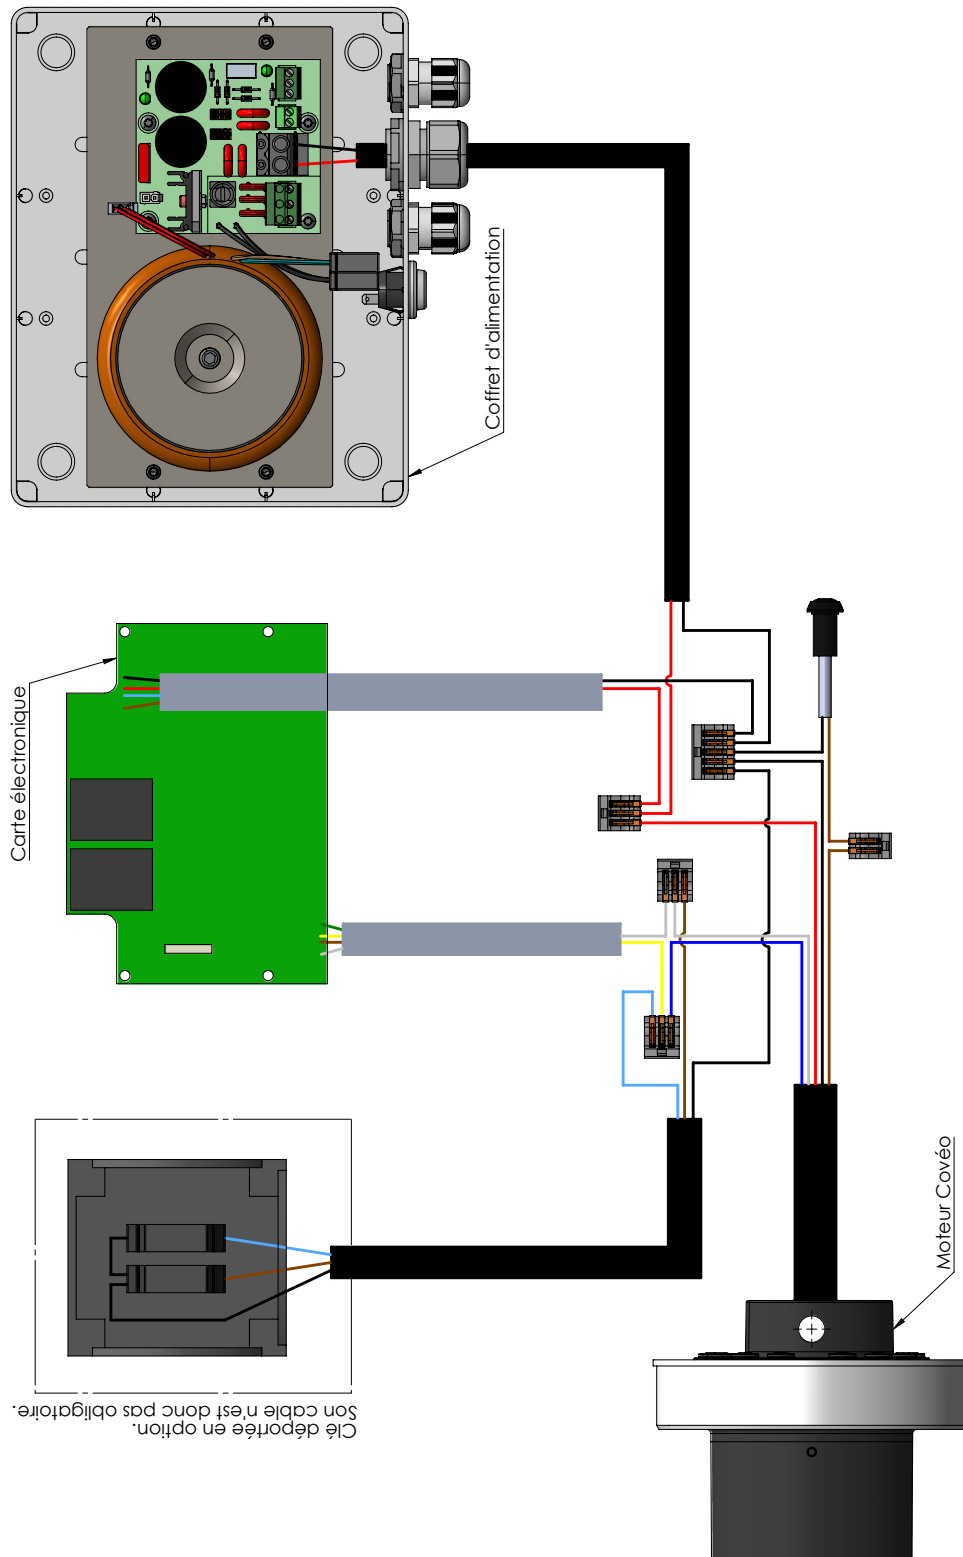 Coffret d'alimentation
Carte électronique
Moteur Covéo
Clé déportée en option.
Son cable n'est donc pas obligatoire.